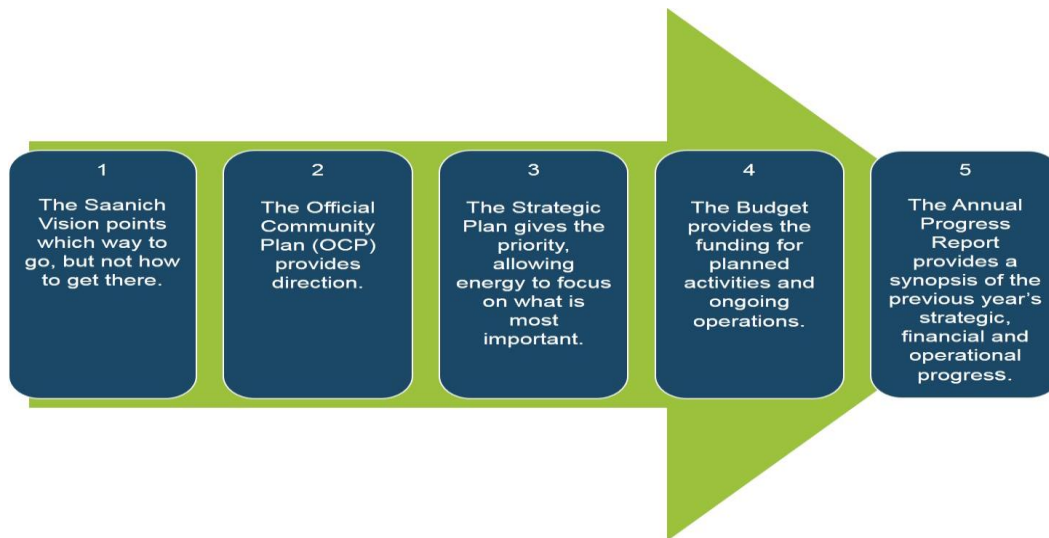 1
The Saanich
Vision points
which way to
go, but not how
to get there.
2
The Official
Community
Plan (OCP)
provides
direction.
3
The Strategic
Plan gives the
priority,
allowing
energy to focus
on what is
most
important.
4
The Budget
provides the
funding for
planned
activities and
ongoing
operations.
5
The Annual
Progress
Report
provides a
synopsis of the
previous year’s
strategic,
financial and
operational
progress.